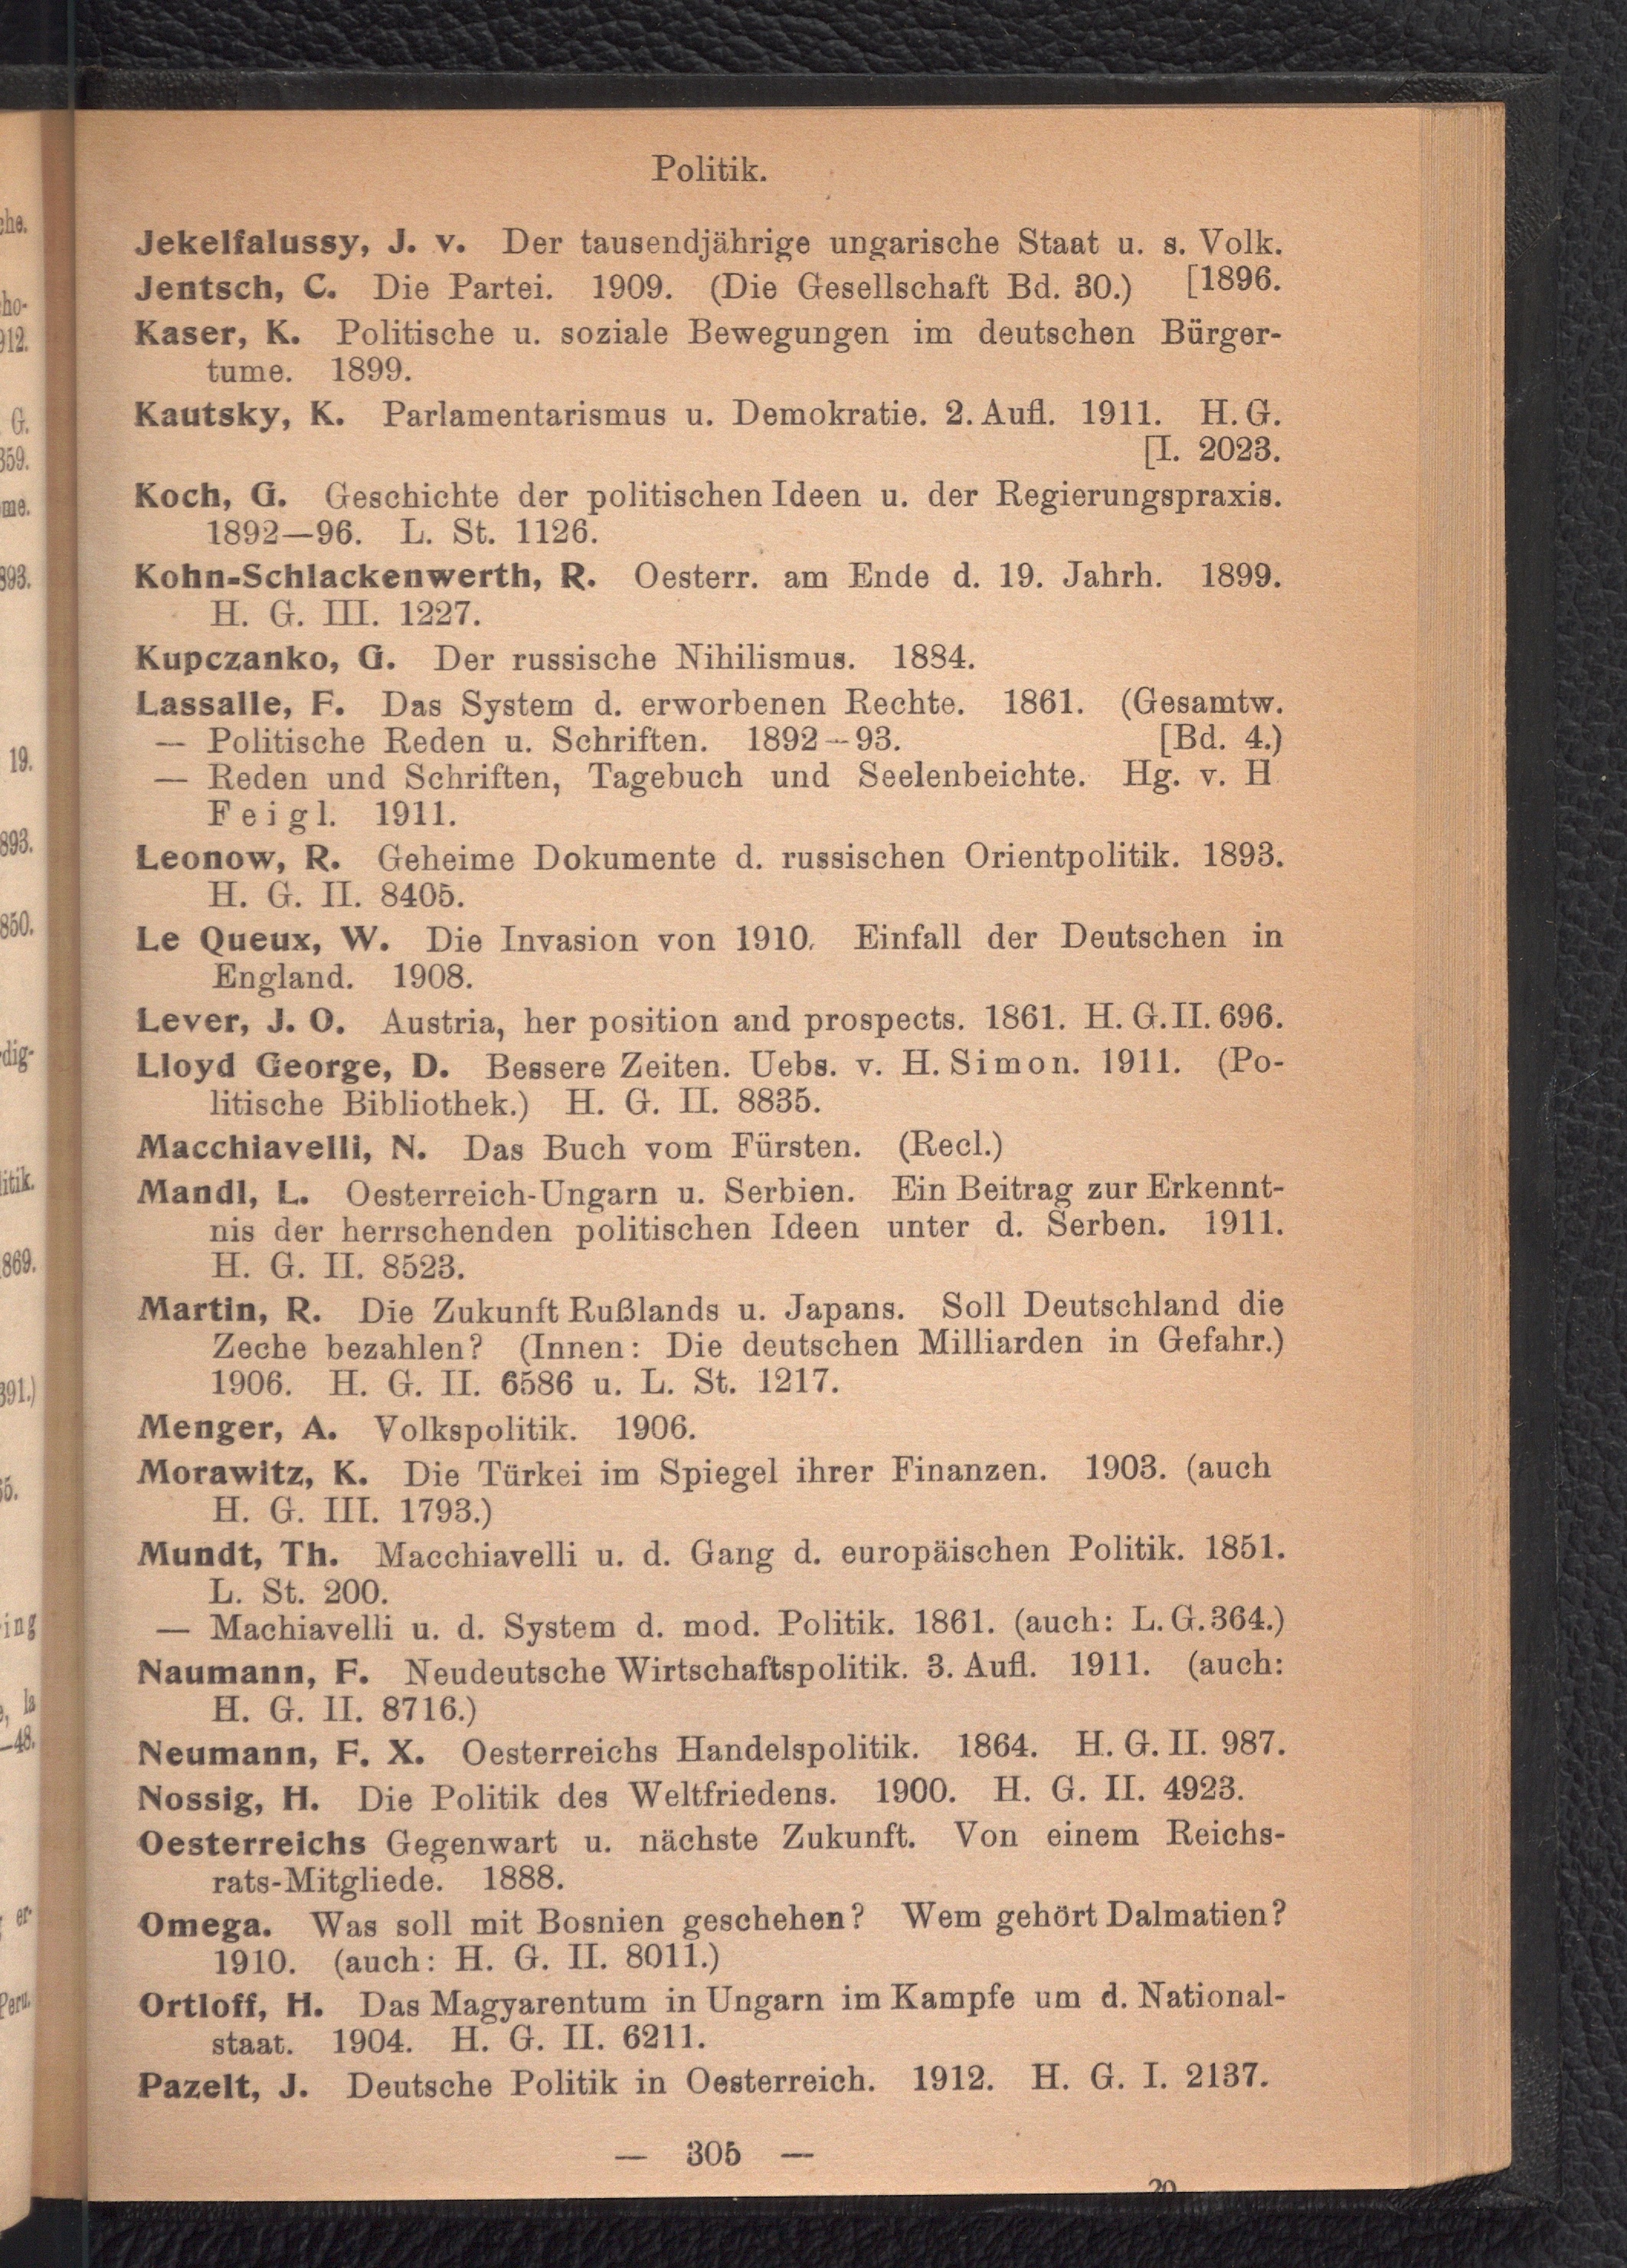 Politik.
Jekelfalussy, J. v. Der tausendjährige ungarische Staat u. s. Volk.
Jentsch, C. Die Partei. 1909. (Die Gesellschaft Bd. 30.) [1896.
Kaser, K. Politische u. soziale Bewegungen im deutschen Bürger-
tume. 1899.
Kautsky, K. Parlamentarismus u. Demokratie. 2. Aufl. 1911. H. G.
[I. 2023.
Koch, G. Geschichte der politischen Ideen u. der Regierungspraxis.
1892—96. L. St. 1126.
Kohn-Schlackenwerth, R. Oesterr. am Ende d. 19. Jahrh. 1899.
H. G. III. 1227.
Kupczanko, G. Der russische Nihilismus. 1884.
Lassalle, F. Das System d. erworbenen Rechte. 1861. (Gesamtw.
— Politische Reden u. Schriften. 1892—93. [Bd. 4.)
— Reden und Schriften, Tagebuch und Seelenbeichte. Hg. v. H
Feigl. 1911.
Leonow, R. Geheime Dokumente d. russischen Orientpolitik. 1893.
H. G. II. 8405.
Le Queux, W. Die Invasion von 1910. Einfall der Deutschen in
England. 1908.
Lever, J. O. Austria, her position and prospects. 1861. H. G. II. 696.
Lloyd George, D. Bessere Zeiten. Uebs. v. H. Simon. 1911. (Po-
litische Bibliothek.) H. G. II. 8835.
Macchiavelli, N. Das Buch vom Fürsten. (Recl.)
Mandl, L. Oesterreich-Ungarn u. Serbien. Ein Beitrag zur Erkennt-
nis der herrschenden politischen Ideen unter d. Serben. 1911.
H. G. II. 8523.
Martin, R. Die Zukunft Rußlands u. Japans. Soll Deutschland die
Zeche bezahlen? (Innen: Die deutschen Milliarden in Gefahr.)
1906. H. G. II. 6586 u. L. St. 1217.
Menger, A. Volkspolitik. 1906.
Morawitz, K. Die Türkei im Spiegel ihrer Finanzen. 1903. (auch
H. G. III. 1793.)
Mundt, Th. Macchiavelli u. d. Gang d. europäischen Politik. 1851.
L. St. 200.
— Machiavelli u. d. System d. mod. Politik. 1861. (auch: L. G. 364.)
Naumann, F. Neudeutsche Wirtschaftspolitik. 3. Aufl. 1911. (auch:
H. G. II. 8716.)
Neumann, F. X. Oesterreichs Handelspolitik. 1864. H. G. II. 987.
Nossig, H. Die Politik des Weltfriedens. 1900. H. G. II. 4923.
Oesterreichs Gegenwart u. nächste Zukunft. Von einem Reichs-
rats-Mitgliede. 1888.
Omega. Was soll mit Bosnien geschehen? Wem gehört Dalmatien?
1910. (auch: H. G. II. 8011.)
Ortloff, H. Das Magyarentum in Ungarn im Kampfe um d. National-
staat. 1904. H. G. II. 6211.
Pazelt, J. Deutsche Politik in Oesterreich. 1912. H. G. I. 2137.
— 305 —